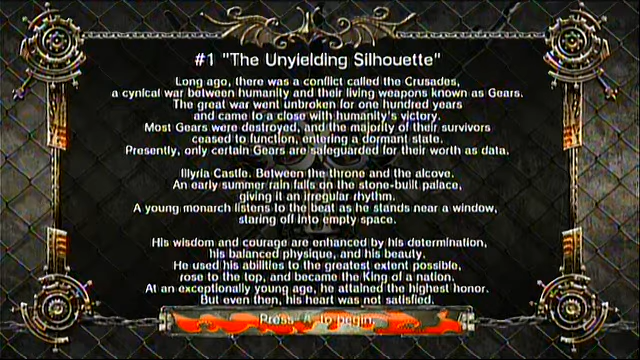 #1 "The Unyielding Silhouette"
Long ago, there was a conflict called the Crusades,
a cynical war between humanity and their living weapons known as Gears.
The great war went unbroken for one hundred years
and came to a close with humanity's victory.
Most Gears were destroyed, and the majority of their survivors
ceased to function, entering a dormant state.
Presently, only certain Gears are safeguarded for their worth as data.
Illyria Castle. Between the throne and the alcove.
An early summer rain falls on the stone-built palace,
giving it an irregular rhythm.
A young monarch listens to the beat as he stands near a window,
staring off into empty space.
His wisdom and courage are enhanced by his determination,
his balanced physique, and his beauty.
He used his abilities to the greatest extent possible,
rose to the top, and became the King of a nation.
At an exceptionally young age, he attained the highest honor.
But even then, his heart was not satisfied.
Press A to begin.